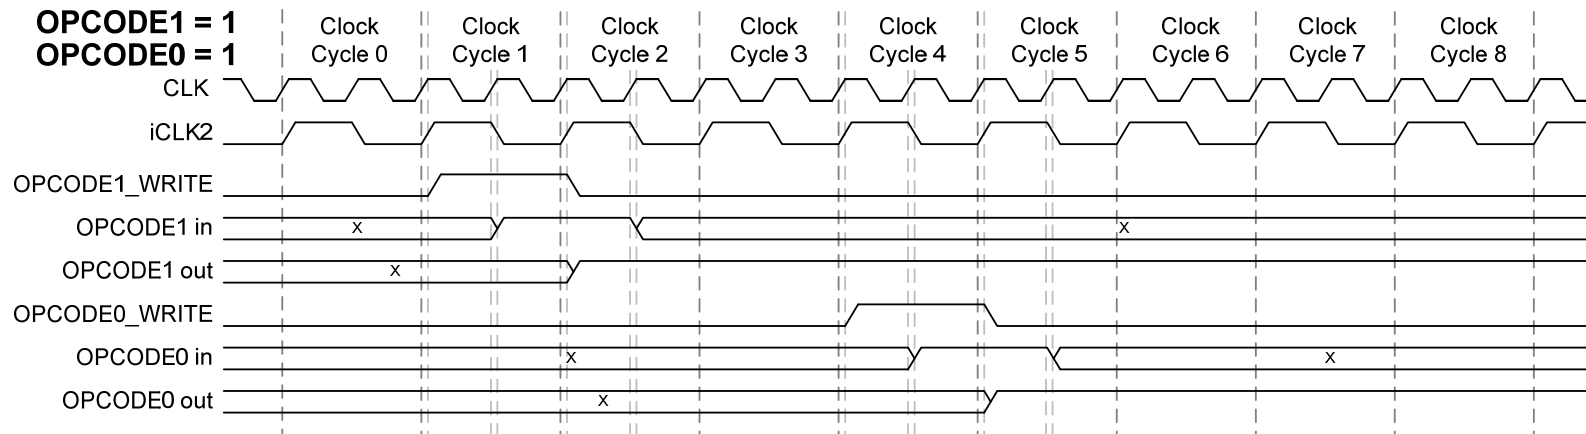 OPCODE1 = 1
OPCODE0 = 1
Clock
Cycle 0
Clock
Cycle 1
Clock
Cycle 2
Clock
Cycle 3
Clock
Cycle 4
Clock
Cycle 5
Clock
Cycle 6
Clock
Cycle 7
Clock
Cycle 8
CLK
iCLK2
OPCODE1_WRITE
OPCODE1 in
x
x
OPCODE1 out
x
OPCODE0_WRITE
OPCODE0 in
x
x
OPCODE0 out
x